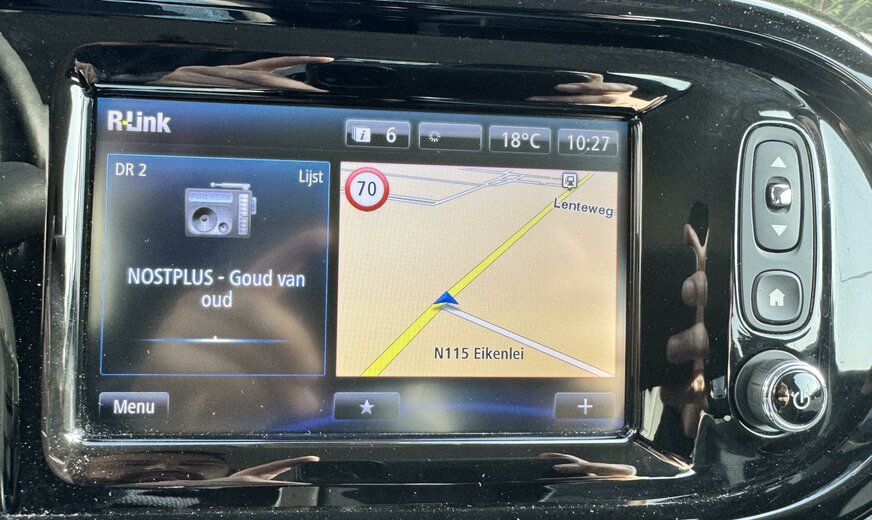 R-Link
6
18°C
10:27
DR 2
Lijst
NOSTPLUS - Goud van
oud
70
Lenteweg
N115 Eikenlei
Menu